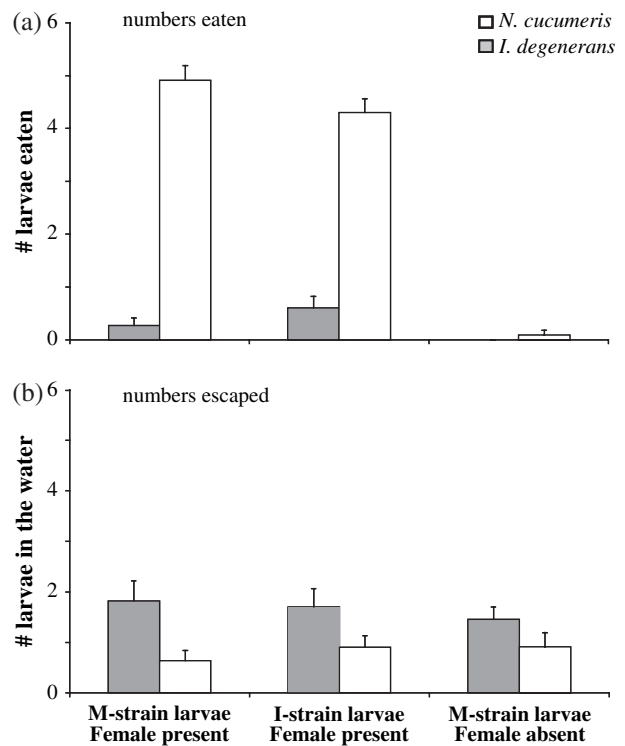 (a)
6
numbers eaten
N. cucumeris
I. degenerans
4
2
0
# larvae eaten
(b)
6
numbers escaped
4
2
0
# larvae in the water
M-strain larvae
Female present
I-strain larvae
Female present
M-strain larvae
Female absent